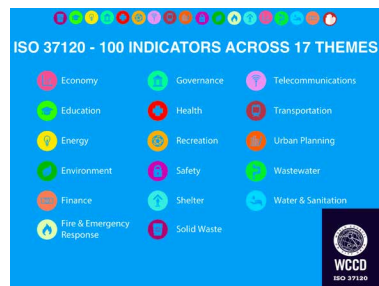 ISO 37120 - 100 INDICATORS ACROSS 17 THEMES
Economy
Education
Energy
Environment
Finance
Fire & Emergency
Response
Governance
Health
Recreation
Safety
Shelter
Solid Waste
Telecommunications
Transportation
Urban Planning
Wastewater
Water & Sanitation
WCCD
ISO 37120